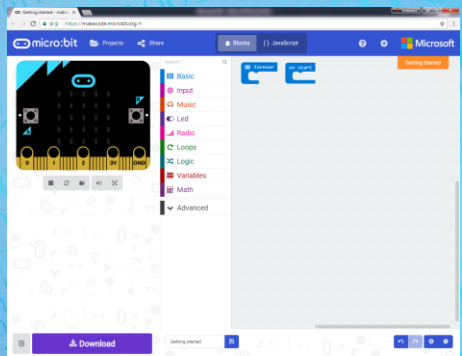 Getting started - make
https://makecode.microbit.org/#
micro:bit Projects Share Blocks {} JavaScript Microsoft
Getting Started
Search...
Basic
Input
Music
Led
Radio
Loops
Logic
Variables
Math
Advanced
forever on start
0 1 2 3V GND
Download
Getting started